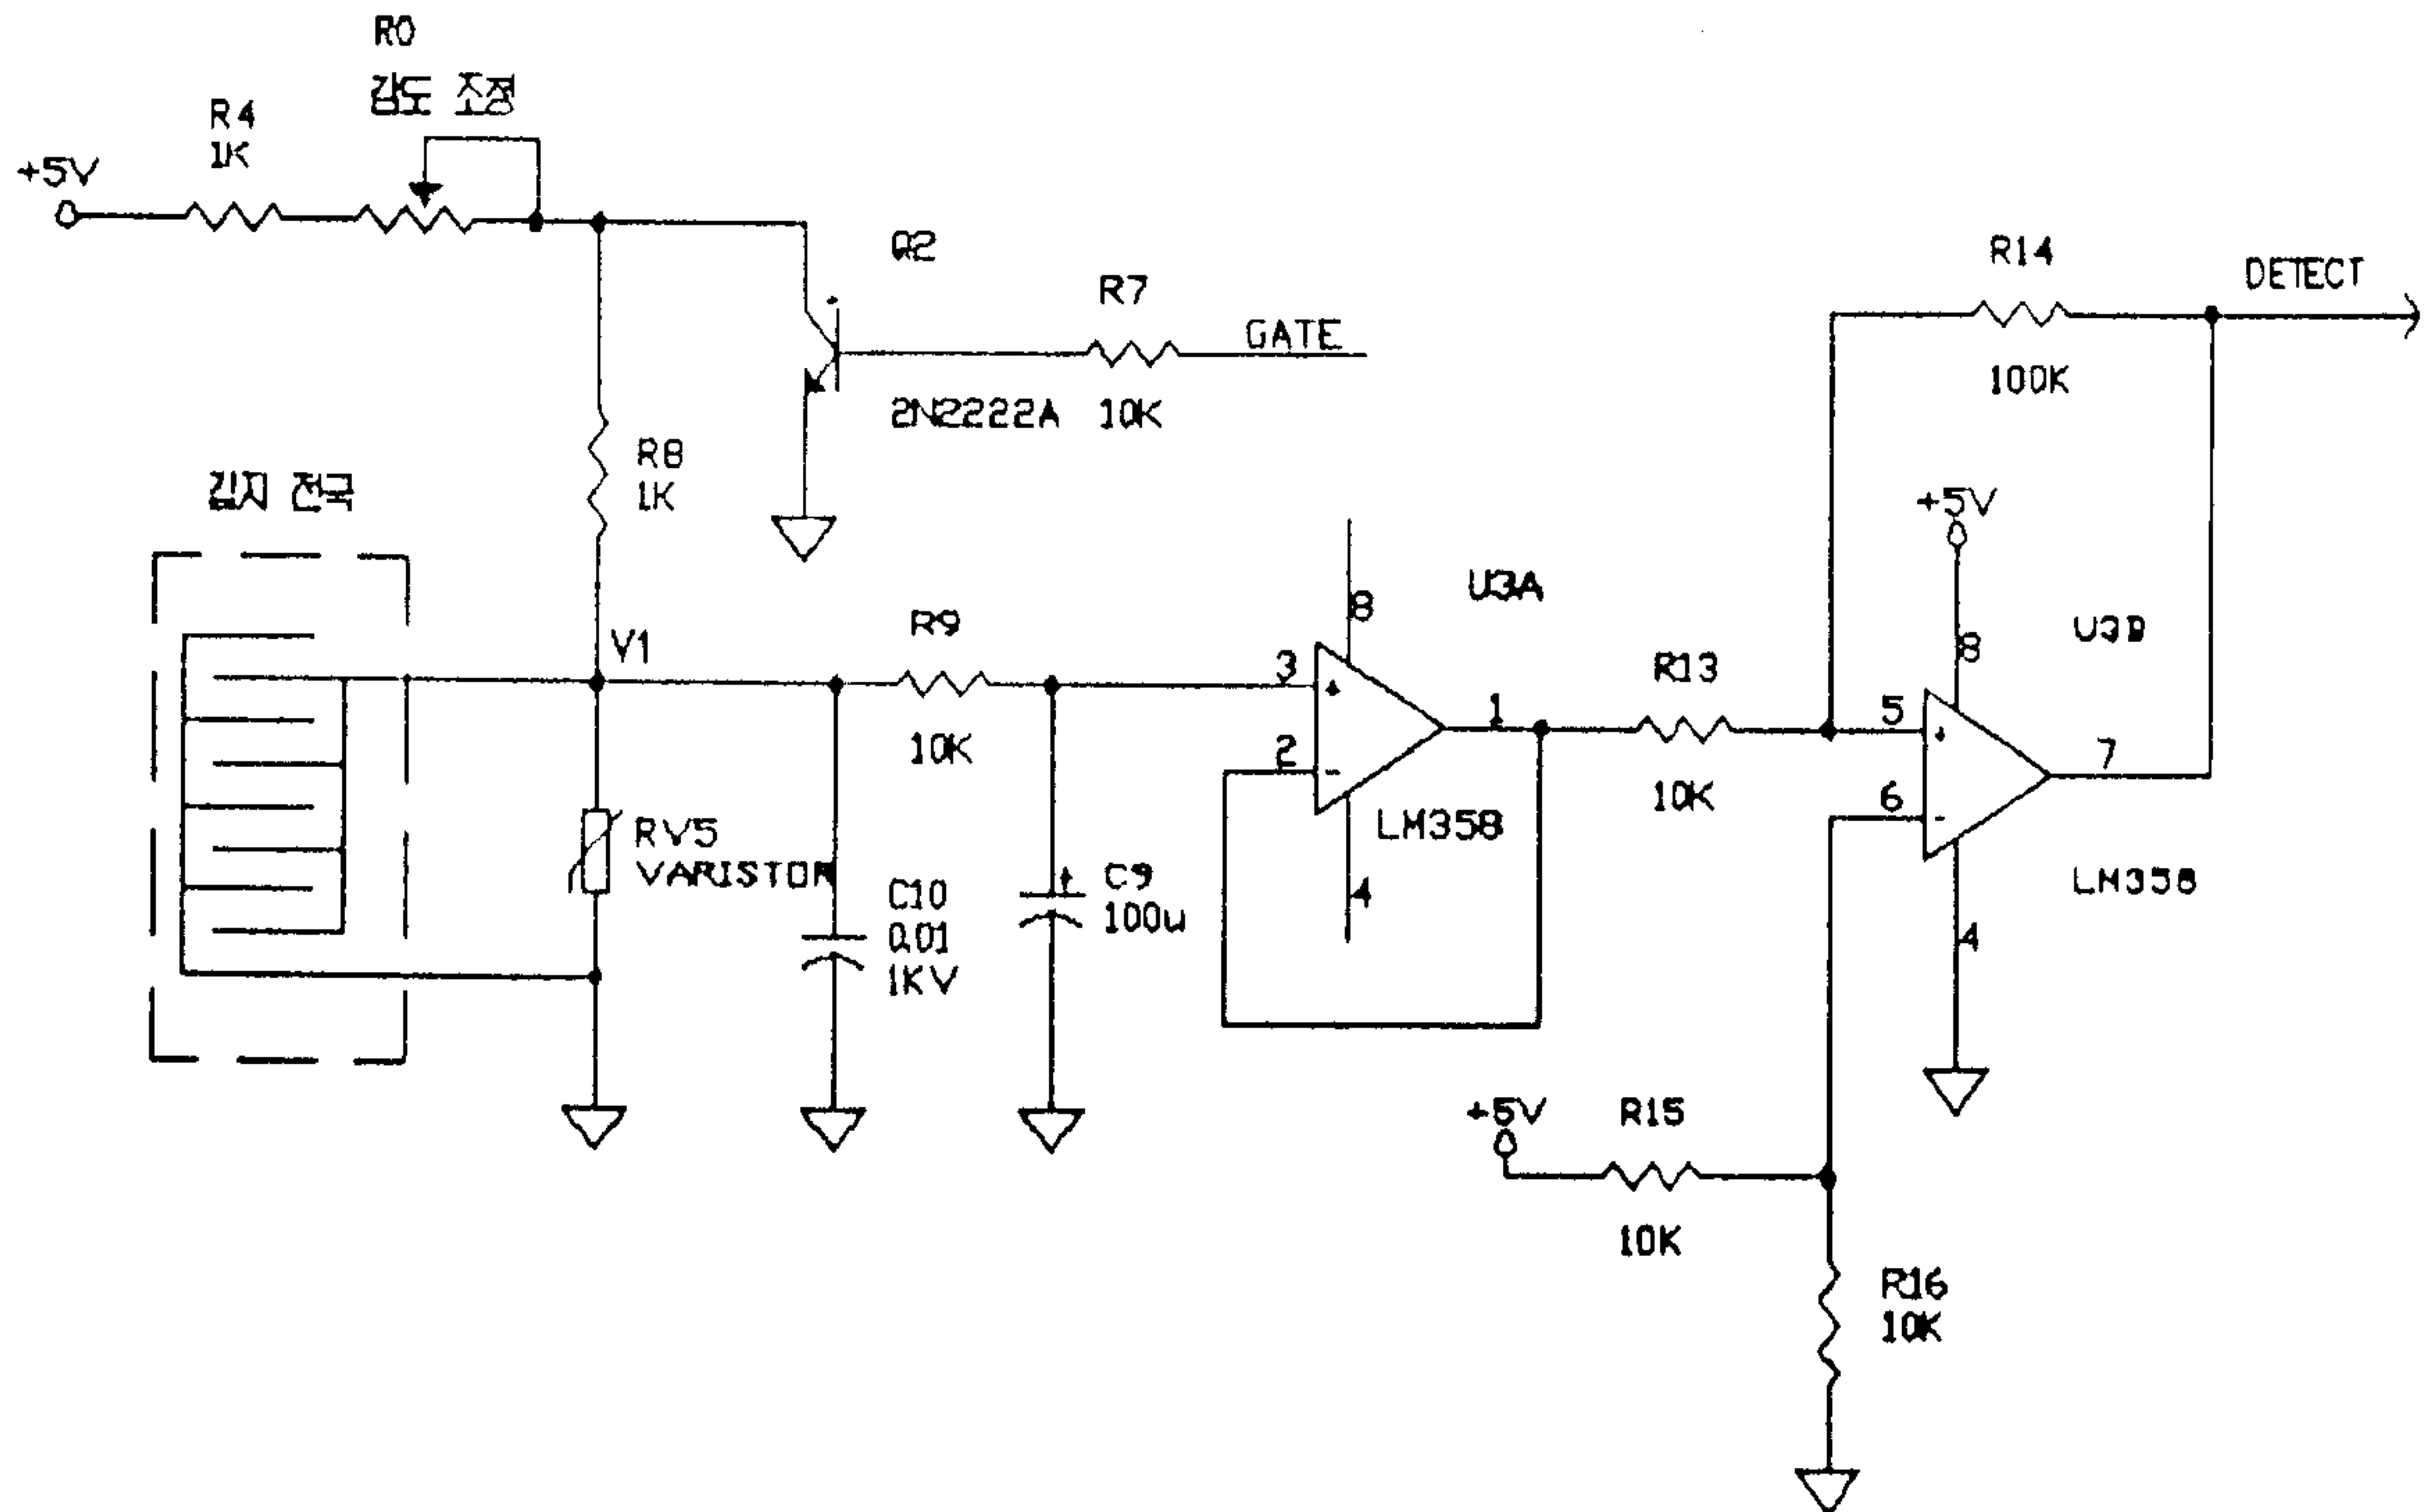 R0
감도 조정
R4
1K
+5V
Q2
2N2222A
R7
10K
GATE
R14
100K
DETECT
R8
1K
감지 전극
V1
R9
10K
RV5
VARISTOR
C10
0.01
1KV
C9
100u
8
U3A
3
2
1
4
LM358
R13
10K
+5V
8
U3B
5
6
7
4
LM358
+5V
R15
10K
R16
10K